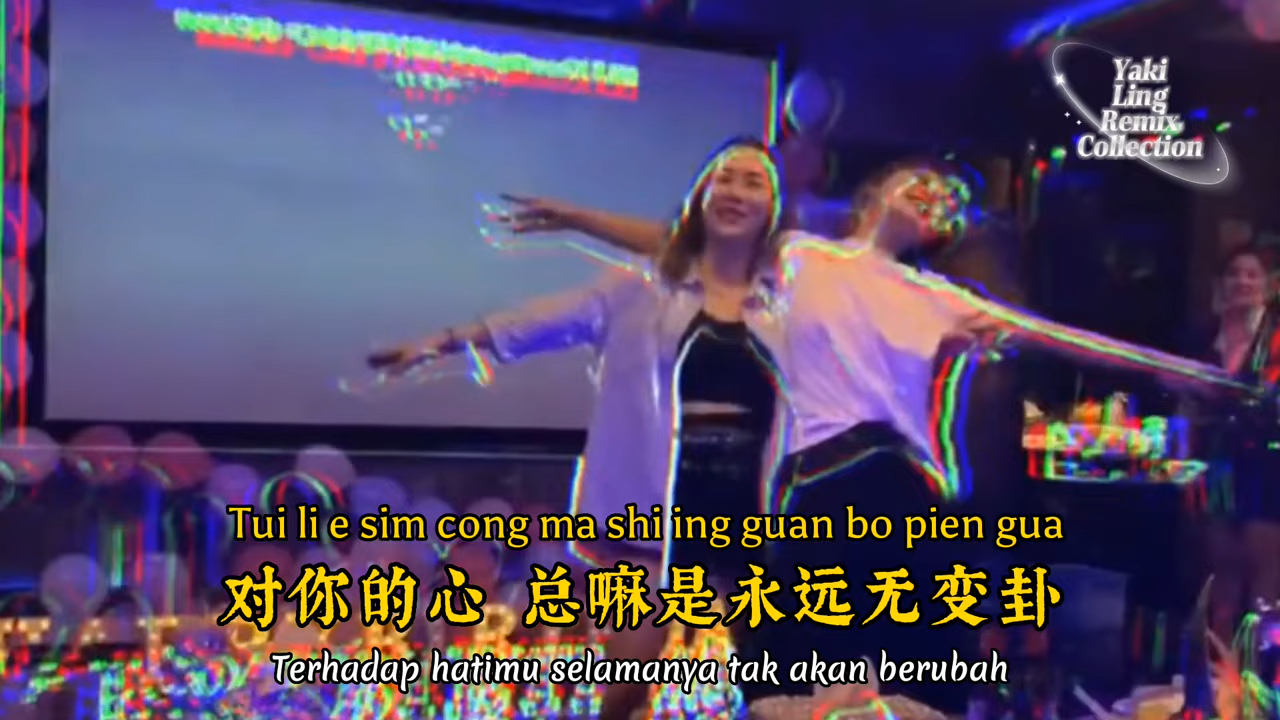 Yaki
Ling
Remix
Collection
Tui li e sim cong ma shi ing guan bo pien gua
对你的心 总嘛是永远无变卦
Terhadap hatimu selamanya tak akan berubah